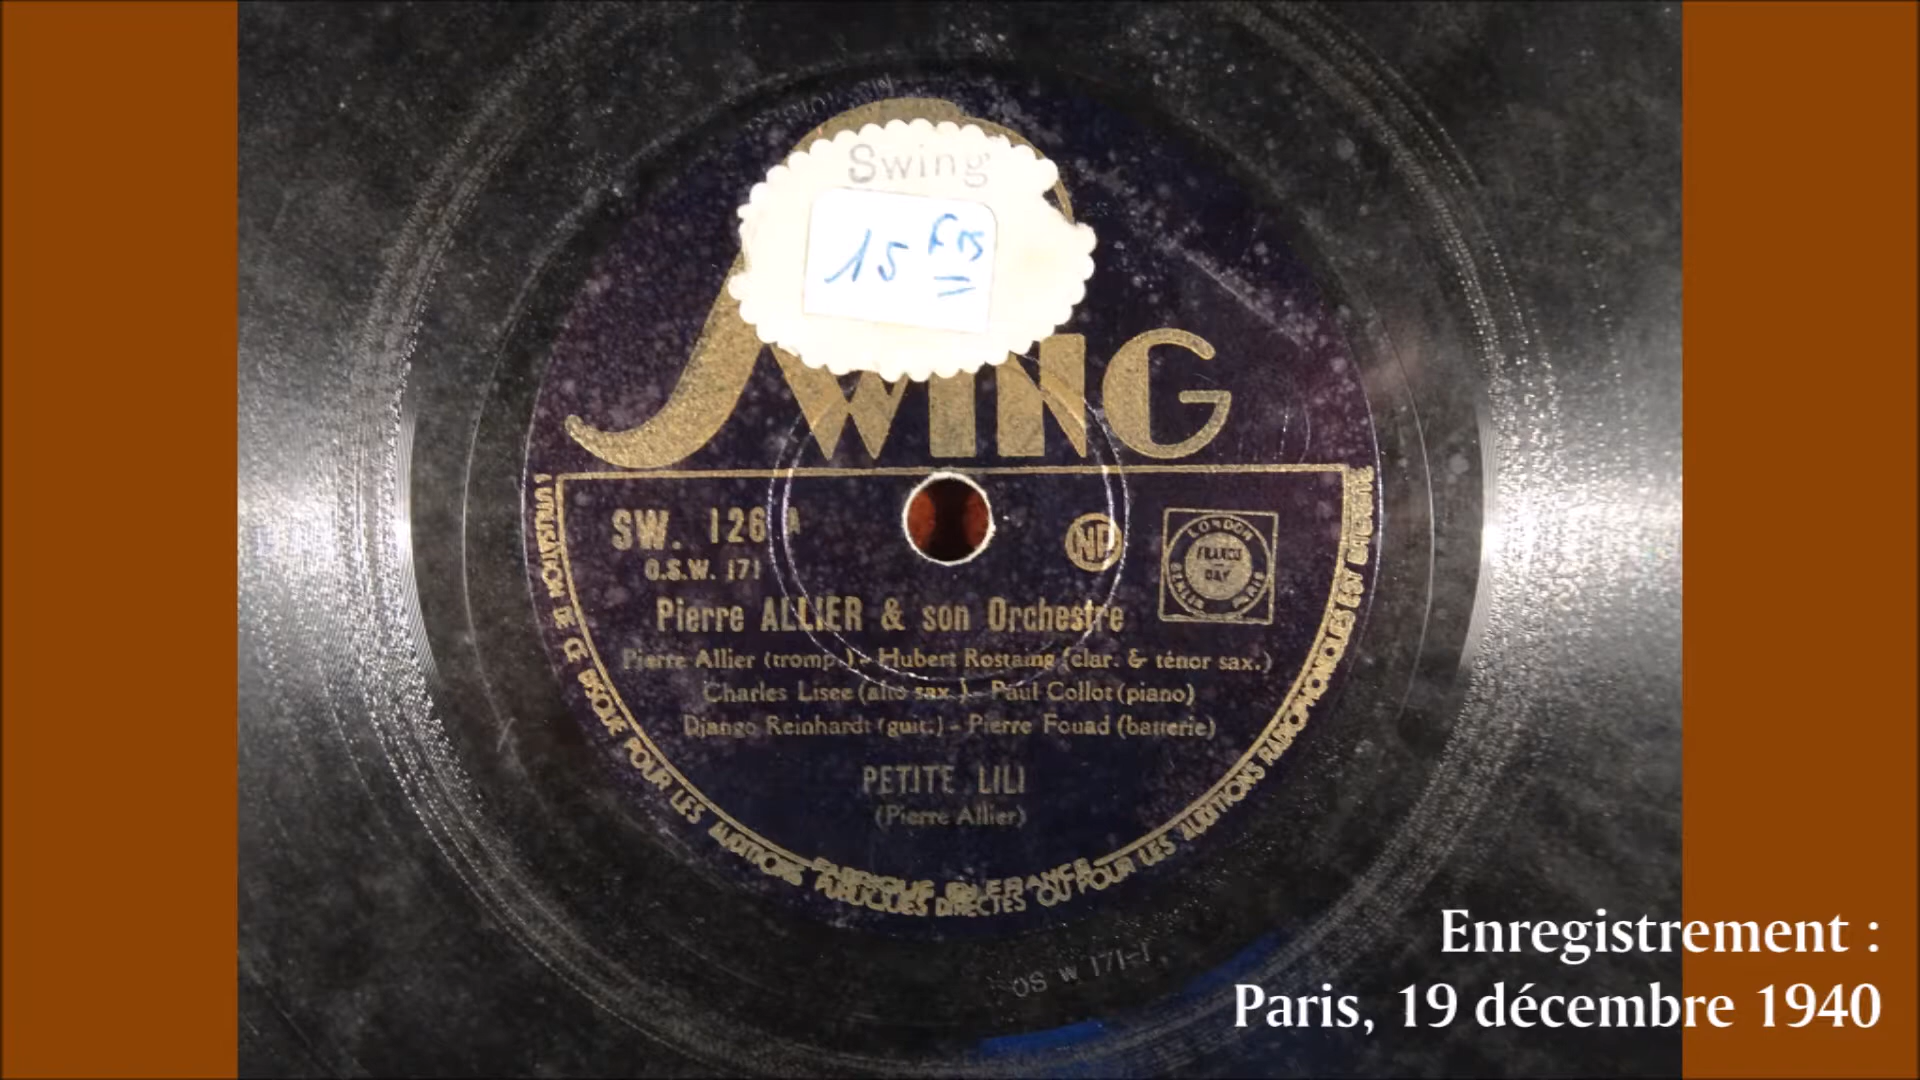 Swing
15 Frs
SWING
SW. 126 A
O.S.W. 171
NP
LONDON
FRANCIS
DAY
BERLIN PARIS
Pierre ALLIER & son Orchestre
Pierre Allier (tromp.) - Hubert Rostaing (clar. & ténor sax.)
Charles Lisee (alto sax.) - Paul Collot (piano)
Django Reinhardt (guit.) - Pierre Fouad (batterie)
PETITE LILI
(Pierre Allier)
FABRIQUÉ EN FRANCE
L'UTILISATION DE CE DISQUE POUR LES AUDITIONS PUBLIQUES DIRECTES OU POUR LES AUDITIONS RADIOPHONIQUES EST INTERDITE
OS W 171-1
Enregistrement :
Paris, 19 décembre 1940